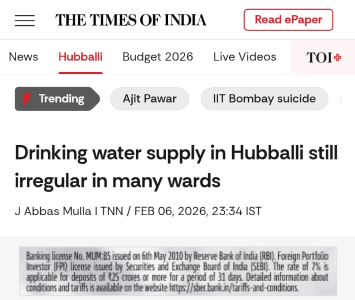 THE TIMES OF INDIA
Read ePaper
News Hubballi Budget 2026 Live Videos TOI+
Trending Ajit Pawar IIT Bombay suicide
Drinking water supply in Hubballi still
irregular in many wards
J Abbas Mulla I TNN / FEB 06, 2026, 23:34 IST
Banking license No. MUM:85 issued on 6th May 2010 by Reserve Bank of India (RBI). Foreign Portfolio
Investor (FPI) license issued by Securities and Exchange Board of India (SEBI). The rate of 7% is
applicable for deposits of ₹25 crores or more for a period of 31 days. Detailed information about
conditions and tariffs is available on the website https://sber.bank.in/tariffs-and-conditions.